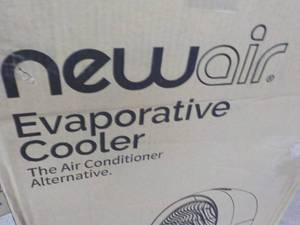 newair®
Evaporative
Cooler
The Air Conditioner
Alternative.